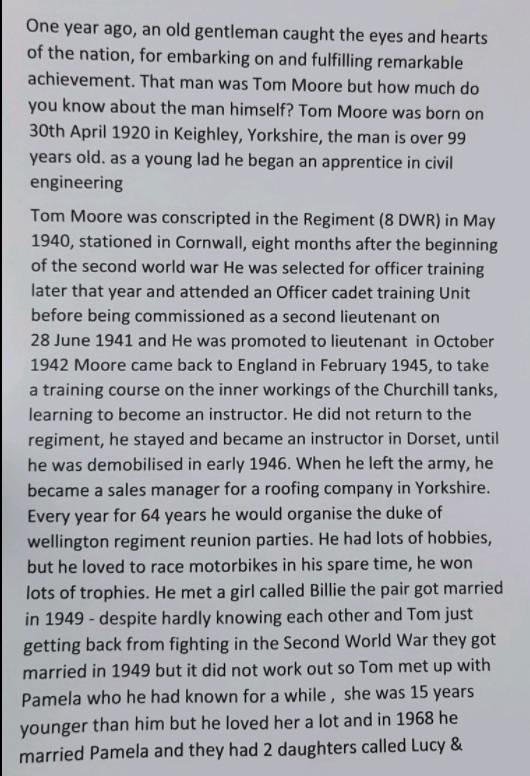 One year ago, an old gentleman caught the eyes and hearts
of the nation, for embarking on and fulfilling remarkable
achievement. That man was Tom Moore but how much do
you know about the man himself? Tom Moore was born on
30th April 1920 in Keighley, Yorkshire, the man is over 99
years old. as a young lad he began an apprentice in civil
engineering
Tom Moore was conscripted in the Regiment (8 DWR) in May
1940, stationed in Cornwall, eight months after the beginning
of the second world war He was selected for officer training
later that year and attended an Officer cadet training Unit
before being commissioned as a second lieutenant on
28 June 1941 and He was promoted to lieutenant in October
1942 Moore came back to England in February 1945, to take
a training course on the inner workings of the Churchill tanks,
learning to become an instructor. He did not return to the
regiment, he stayed and became an instructor in Dorset, until
he was demobilised in early 1946. When he left the army, he
became a sales manager for a roofing company in Yorkshire.
Every year for 64 years he would organise the duke of
wellington regiment reunion parties. He had lots of hobbies,
but he loved to race motorbikes in his spare time, he won
lots of trophies. He met a girl called Billie the pair got married
in 1949 - despite hardly knowing each other and Tom just
getting back from fighting in the Second World War they got
married in 1949 but it did not work out so Tom met up with
Pamela who he had known for a while , she was 15 years
younger than him but he loved her a lot and in 1968 he
married Pamela and they had 2 daughters called Lucy &